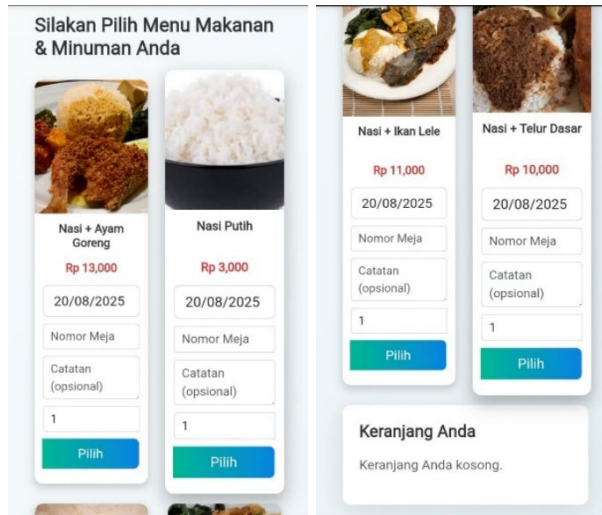 Silakan Pilih Menu Makanan
& Minuman Anda
Nasi + Ayam
Goreng
Rp 13,000
20/08/2025
Nomor Meja
Catatan
(opsional)
1
Pilih
Nasi Putih
Rp 3,000
20/08/2025
Nomor Meja
Catatan
(opsional)
1
Pilih
Nasi + Ikan Lele
Rp 11,000
20/08/2025
Nomor Meja
Catatan
(opsional)
1
Pilih
Nasi + Telur Dasar
Rp 10,000
20/08/2025
Nomor Meja
Catatan
(opsional)
1
Pilih
Keranjang Anda
Keranjang Anda kosong.